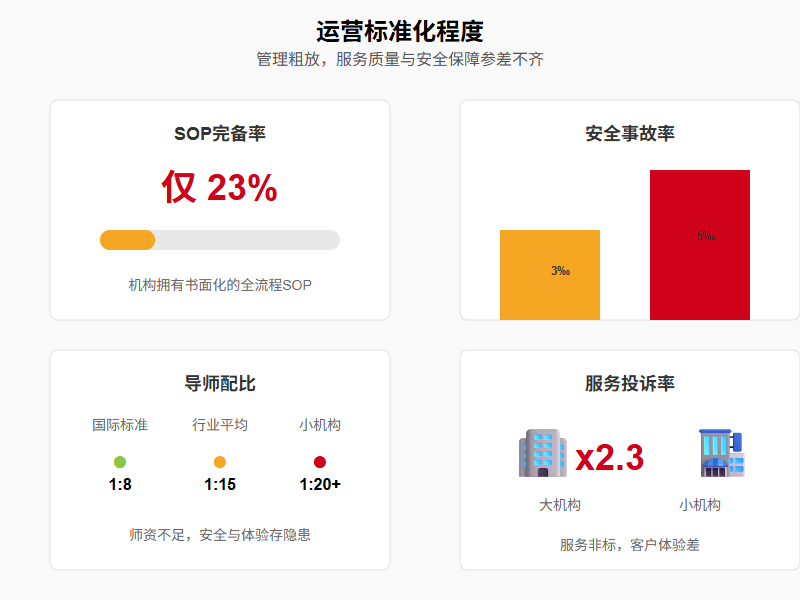 运营标准化程度
管理粗放，服务质量与安全保障参差不齐
SOP完备率
仅 23%
机构拥有书面化的全流程SOP
安全事故率
3‰
5‰
导师配比
国际标准 行业平均 小机构
1:8 1:15 1:20+
师资不足，安全与体验存隐患
服务投诉率
x2.3
大机构 小机构
服务非标，客户体验差